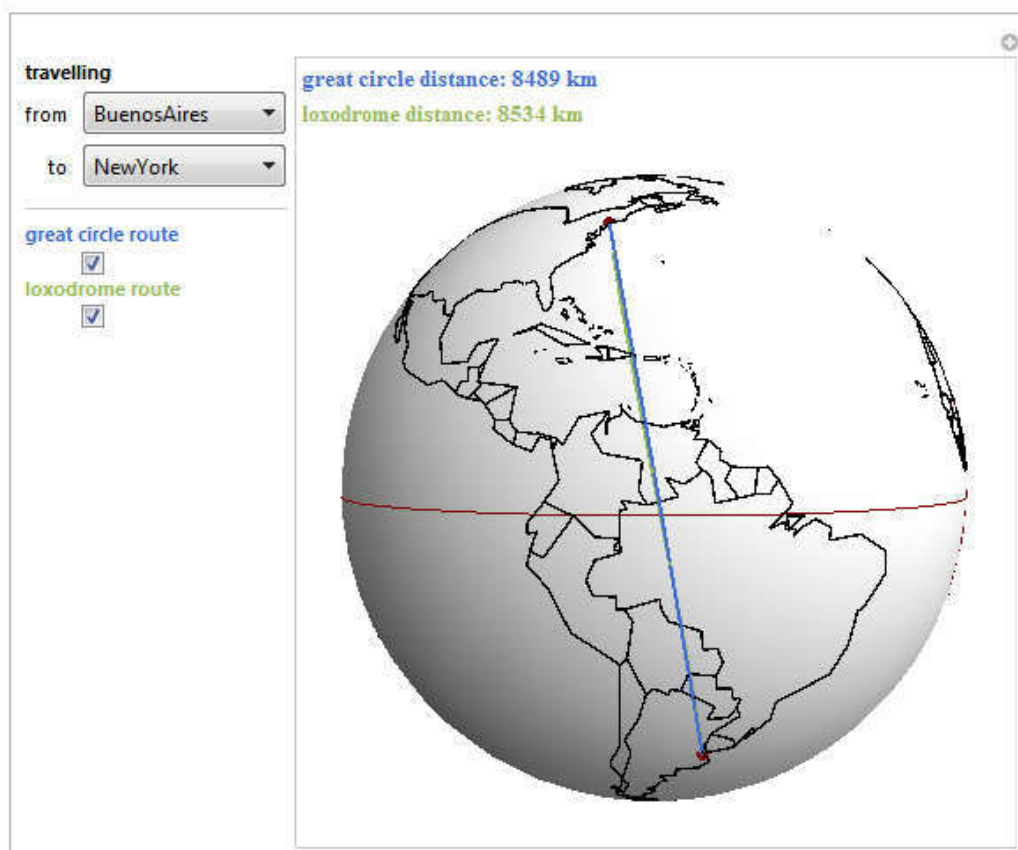 travelling
from BuenosAires
to NewYork
great circle route
loxodrome route
great circle distance: 8489 km
loxodrome distance: 8534 km